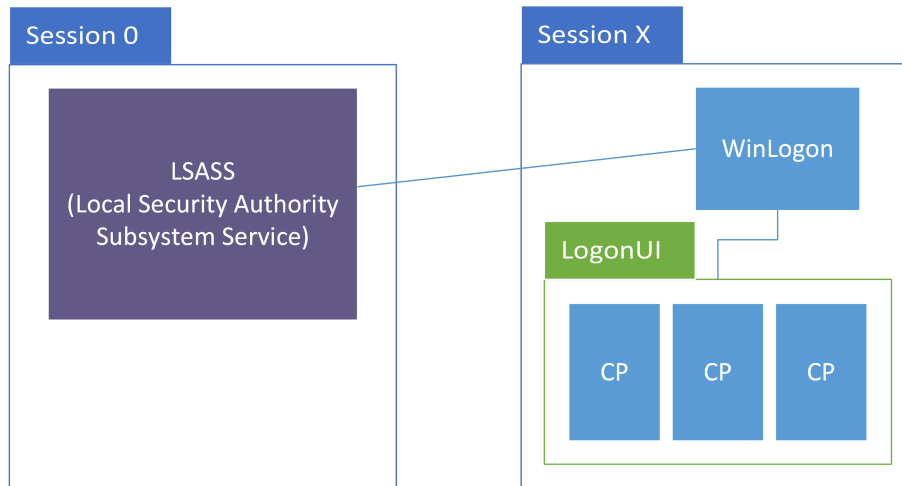 Session 0
LSASS
(Local Security Authority
Subsystem Service)
Session X
WinLogon
LogonUI
CP
CP
CP